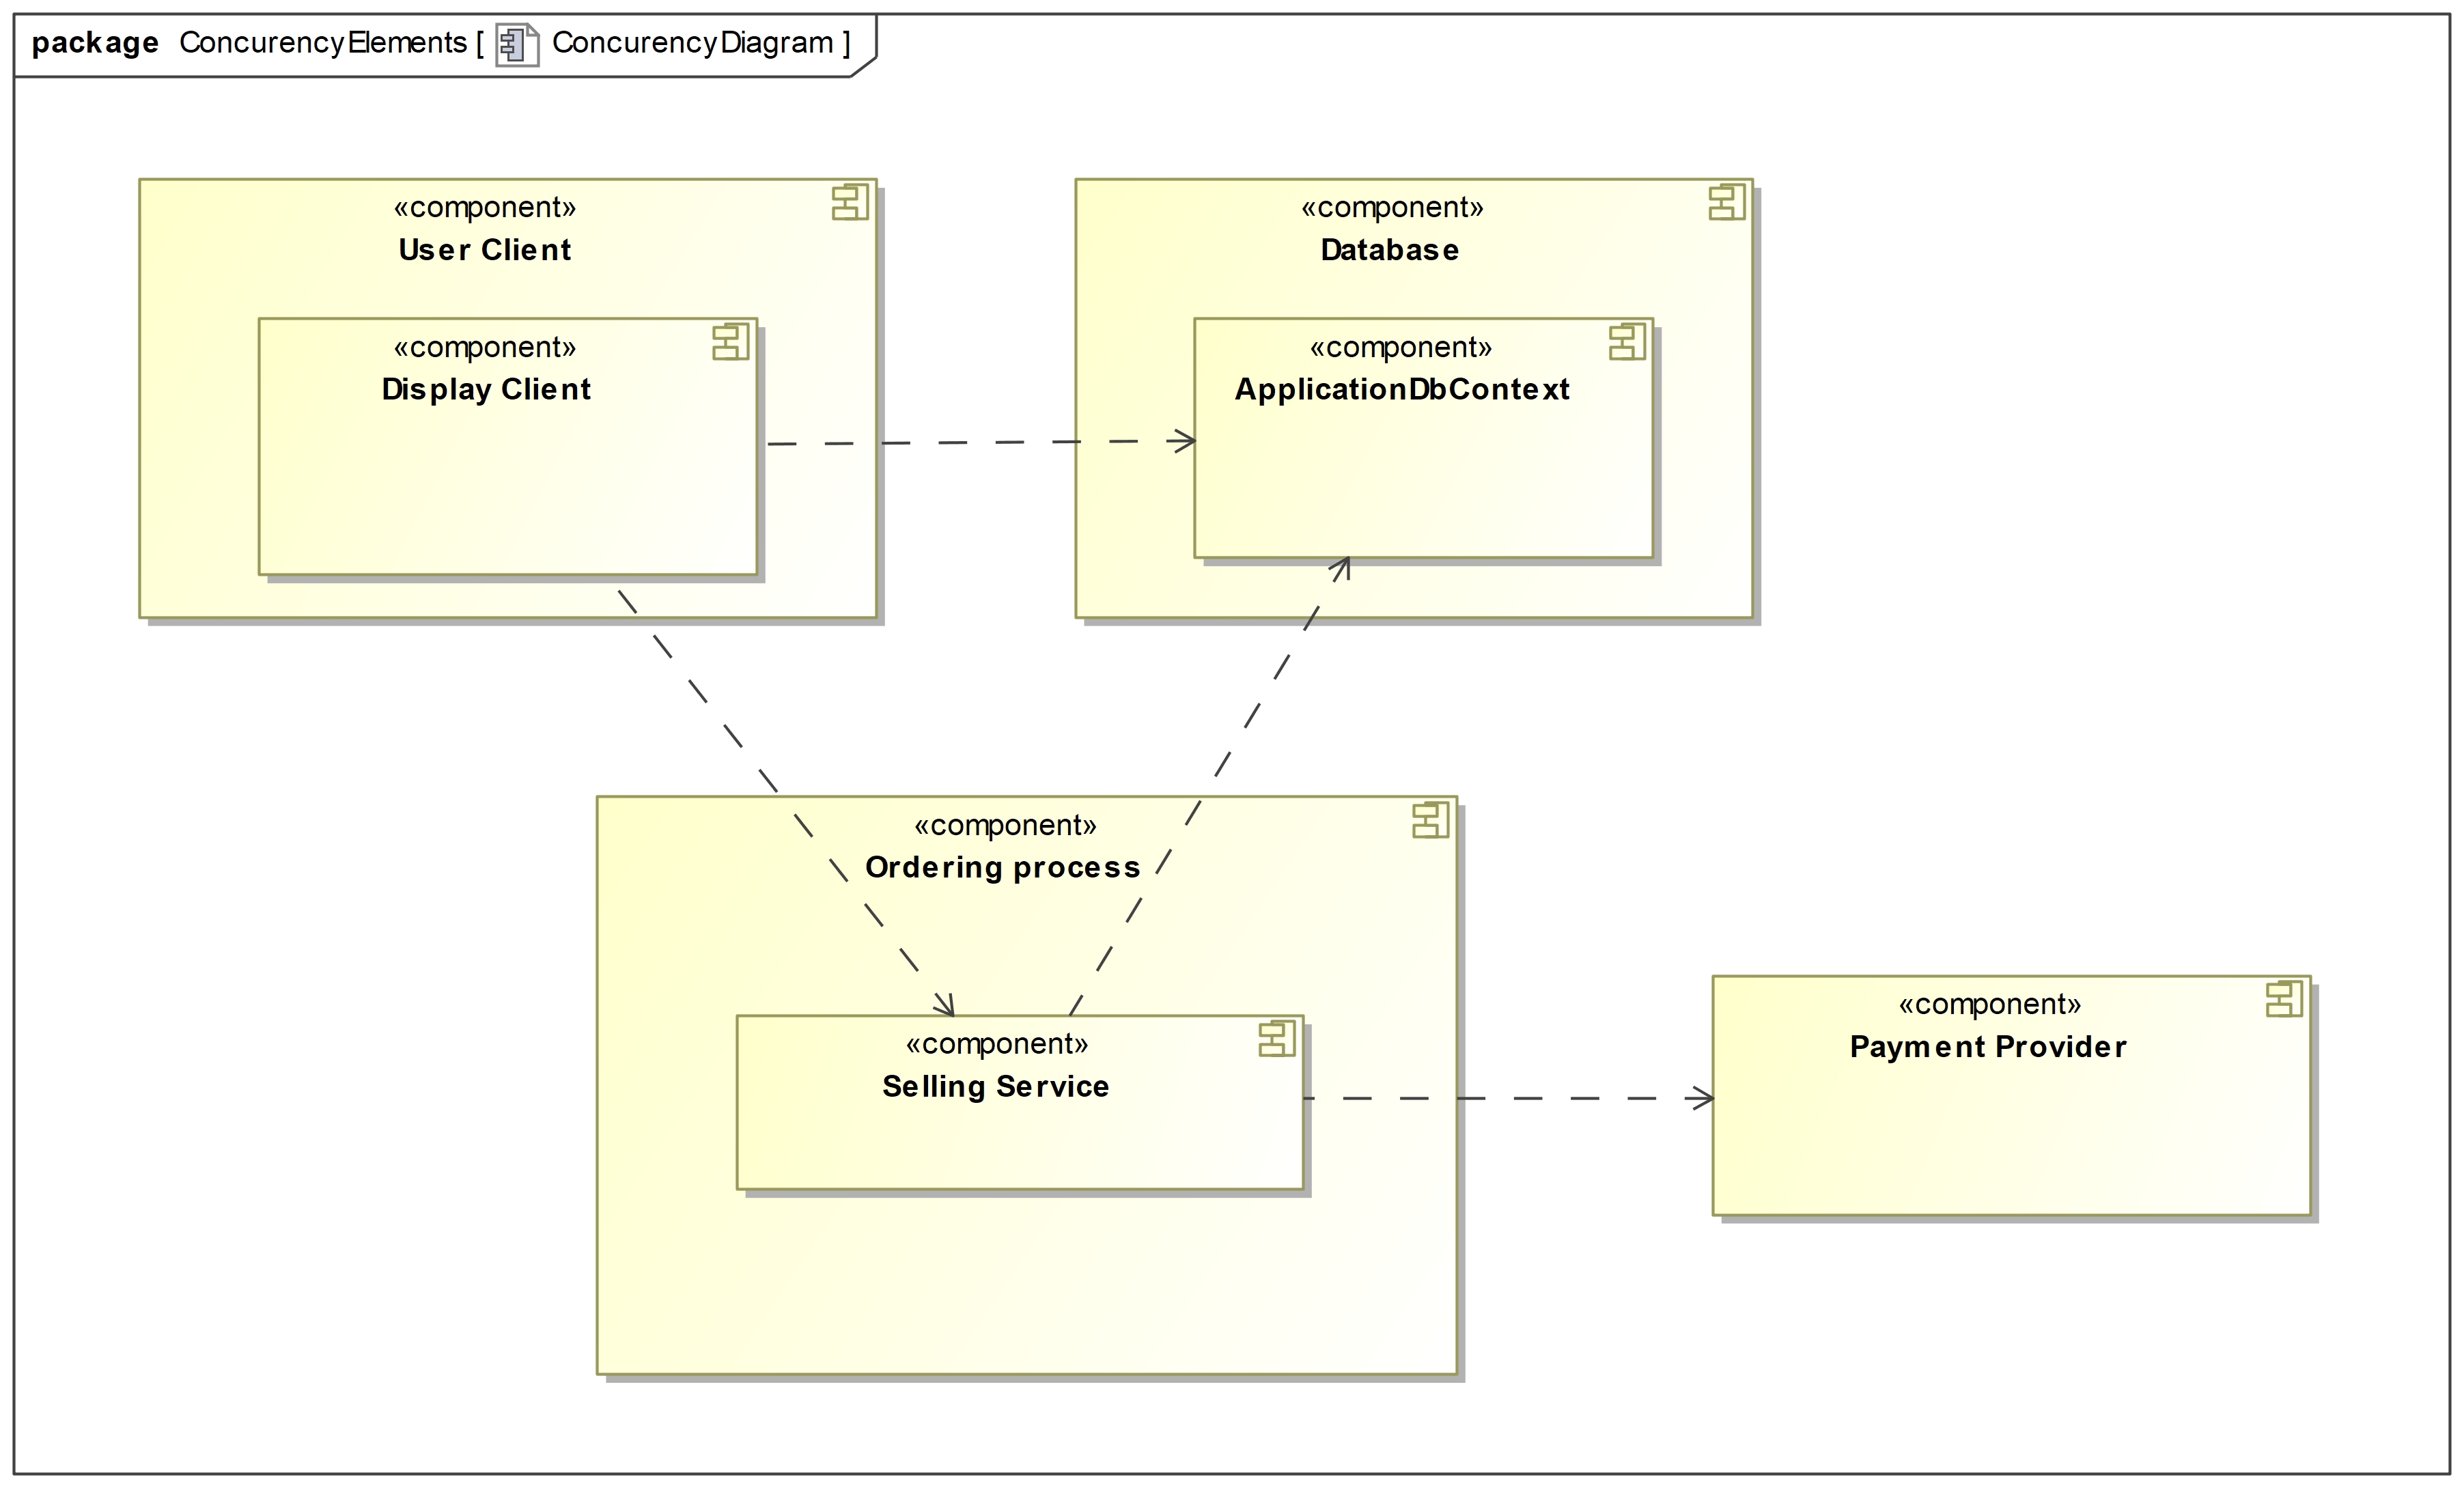 package ConcurencyElements [ ConcurencyDiagram ]
«component»
User Client
«component»
Display Client
«component»
Database
«component»
ApplicationDbContext
«component»
Ordering process
«component»
Selling Service
«component»
Payment Provider